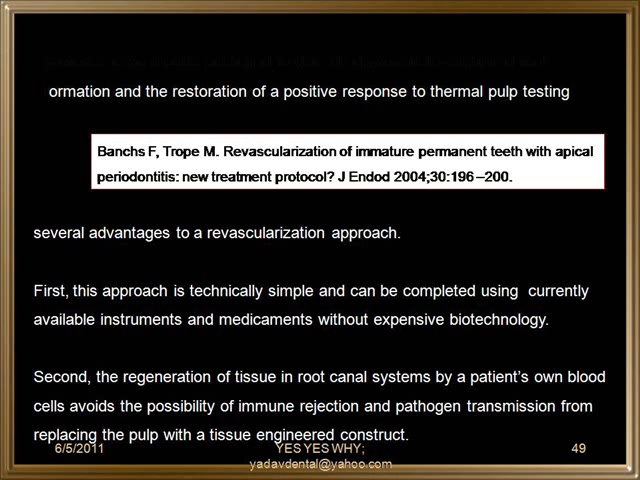 ormation and the restoration of a positive response to thermal pulp testing
Banchs F, Trope M. Revascularization of immature permanent teeth with apical
periodontitis: new treatment protocol? J Endod 2004;30:196 –200.
several advantages to a revascularization approach.
First, this approach is technically simple and can be completed using currently
available instruments and medicaments without expensive biotechnology.
Second, the regeneration of tissue in root canal systems by a patient's own blood
cells avoids the possibility of immune rejection and pathogen transmission from
replacing the pulp with a tissue engineered construct.
6/5/2011 YES YES WHY; 49
yadavdental@yahoo.com